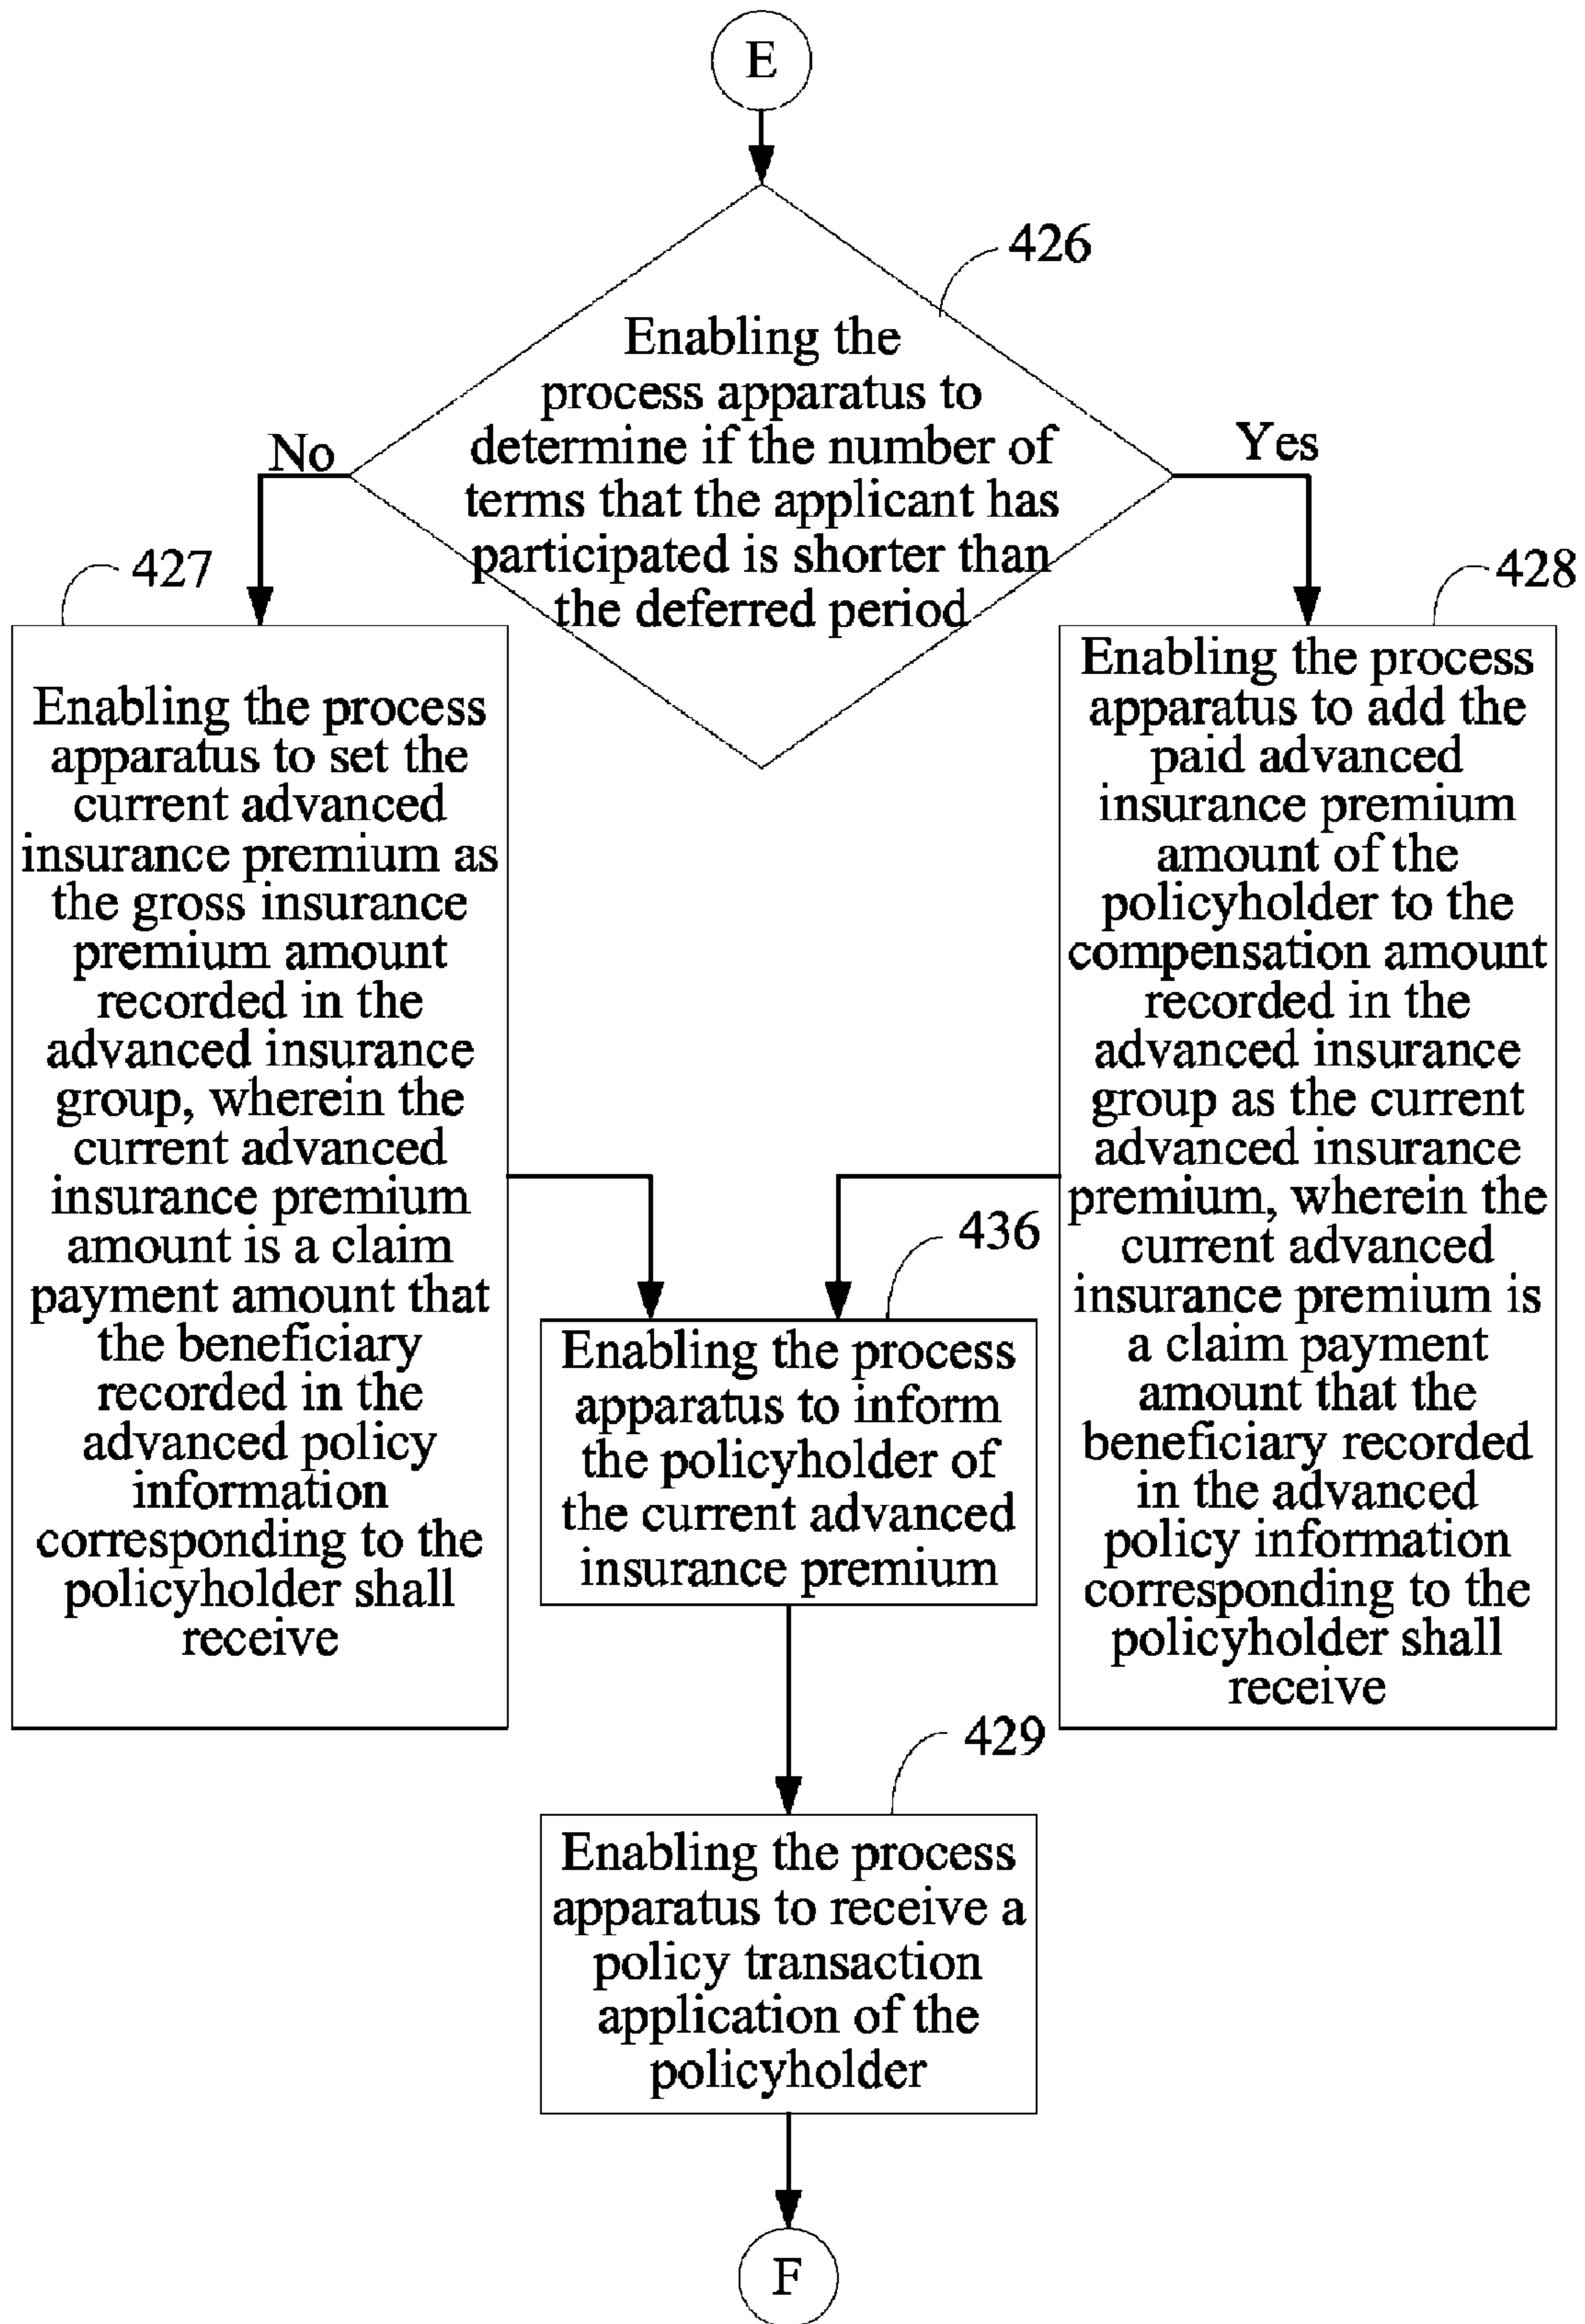 E
426
Enabling the
process apparatus to
determine if the number of
terms that the applicant has
participated is shorter than
the deferred period
No
Yes
427
Enabling the process
apparatus to set the
current advanced
insurance premium as
the gross insurance
premium amount
recorded in the
advanced insurance
group, wherein the
current advanced
insurance premium
amount is a claim
payment amount that
the beneficiary
recorded in the
advanced policy
information
corresponding to the
policyholder shall
receive
428
Enabling the process
apparatus to add the
paid advanced
insurance premium
amount of the
policyholder to the
compensation amount
recorded in the
advanced insurance
group as the current
advanced insurance
premium, wherein the
current advanced
insurance premium is
a claim payment
amount that the
beneficiary recorded
in the advanced
policy information
corresponding to the
policyholder shall
receive
436
Enabling the process
apparatus to inform
the policyholder of
the current advanced
insurance premium
429
Enabling the process
apparatus to receive a
policy transaction
application of the
policyholder
F